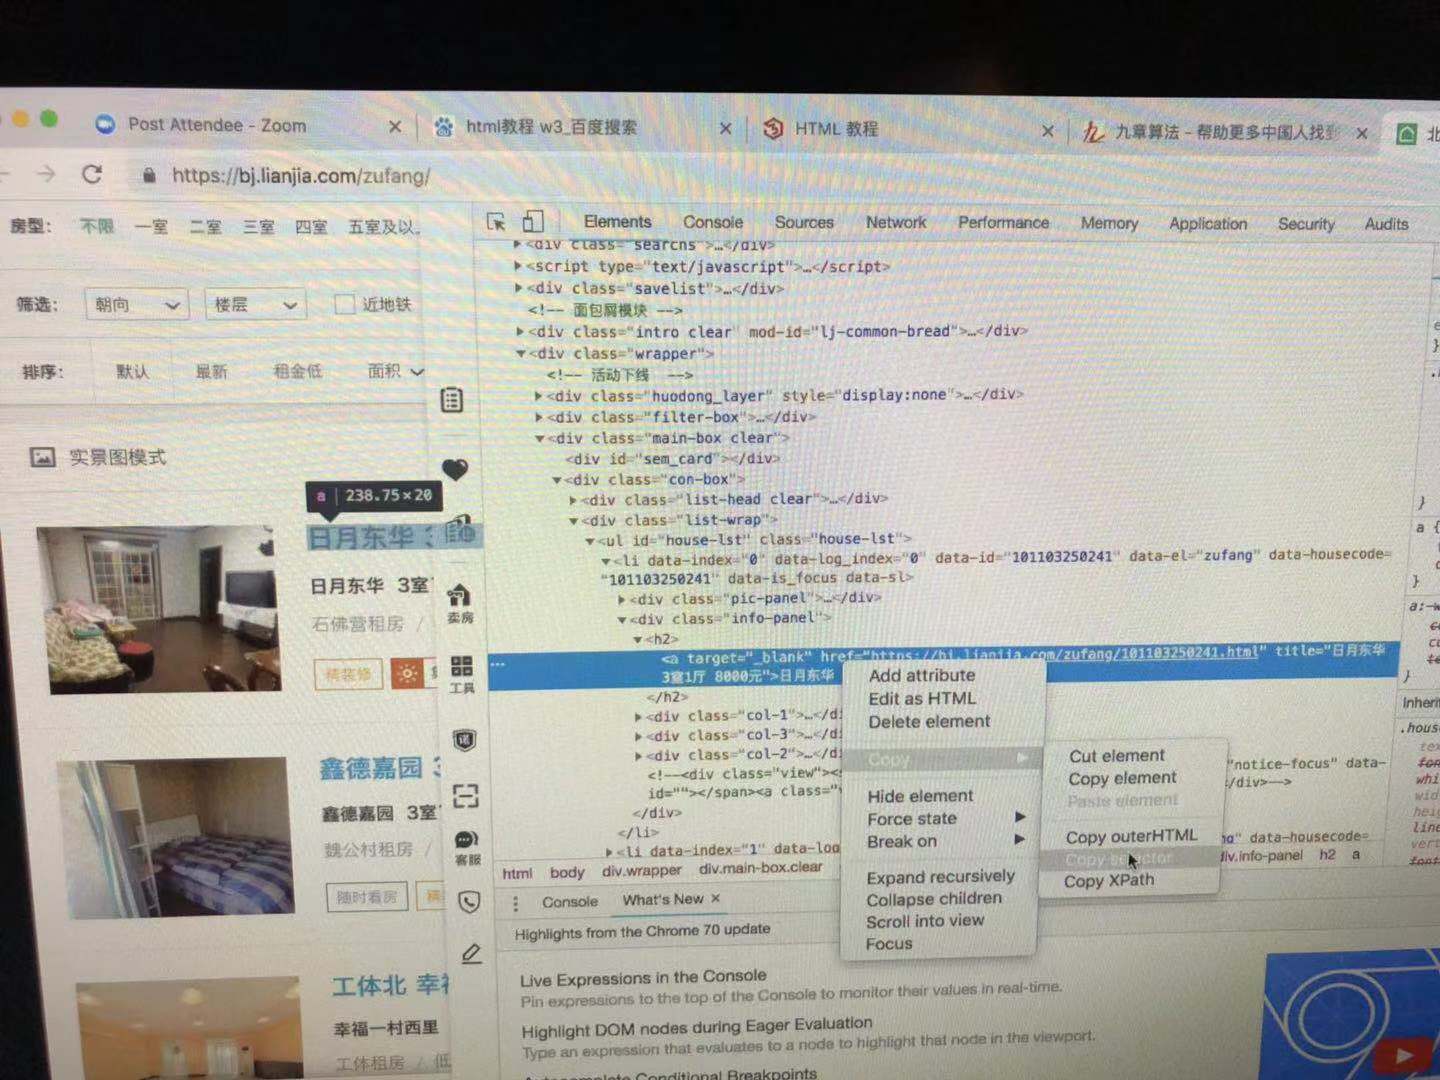 Post Attendee - Zoom
html教程 w3_百度搜索
HTML 教程
九章算法 - 帮助更多中国人找到
北
https://bj.lianjia.com/zufang/
房型: 不限 一室 二室 三室 四室 五室及以.
筛选: 朝向 楼层 近地铁
排序: 默认 最新 租金低 面积
实景图模式
a 238.75×20
日月东华
日月东华 3室
石佛营租房 /
精装修
鑫德嘉园 3
鑫德嘉园 3室
魏公村租房 /
随时看房 精
工体北 幸
幸福一村西里
工体租房 / 低
卖房
工具
诺
客服
Elements Console Sources Network Performance Memory Application Security Audits
<div class="searchs">…</div>
<script type="text/javascript">…</script>
<div class="savelist">…</div>
<!-- 面包屑模块 -->
<div class="intro clear" mod-id="lj-common-bread">…</div>
<div class="wrapper">
<!-- 活动下线 -->
<div class="huodong_layer" style="display:none">…</div>
<div class="filter-box">…</div>
<div class="main-box clear">
<div id="sem_card"></div>
<div class="con-box">
<div class="list-head clear">…</div>
<div class="list-wrap">
<ul id="house-lst" class="house-lst">
<li data-index="0" data-log_index="0" data-id="101103250241" data-el="zufang" data-housecode=
"101103250241" data-is_focus data-sl>
<div class="pic-panel">…</div>
<div class="info-panel">
<h2>
<a target="_blank" href="https://bj.lianjia.com/zufang/101103250241.html" title="日月东华
3室1厅 8000元">日月东华
</h2>
<div class="col-1">…</di
<div class="col-3">…</di
<div class="col-2">…</di
<!--<div class="view"><
id=""></span><a class="
"notice-focus" data-
/div>-->
</div>
</li>
<li data-index="1" data-log
data-housecode=
html body div.wrapper div.main-box.clear
div.info-panel h2 a
Add attribute
Edit as HTML
Delete element
Copy
Hide element
Force state
Break on
Expand recursively
Collapse children
Scroll into view
Focus
Cut element
Copy element
Paste element
Copy outerHTML
Copy selector
Copy XPath
Console What's New ×
Highlights from the Chrome 70 update
Live Expressions in the Console
Pin expressions to the top of the Console to monitor their values in real-time.
Highlight DOM nodes during Eager Evaluation
Type an expression that evaluates to a node to highlight that node in the viewport.
Autocomplete Conditional Breakpoints
}
a {
}
Inheri
.hous